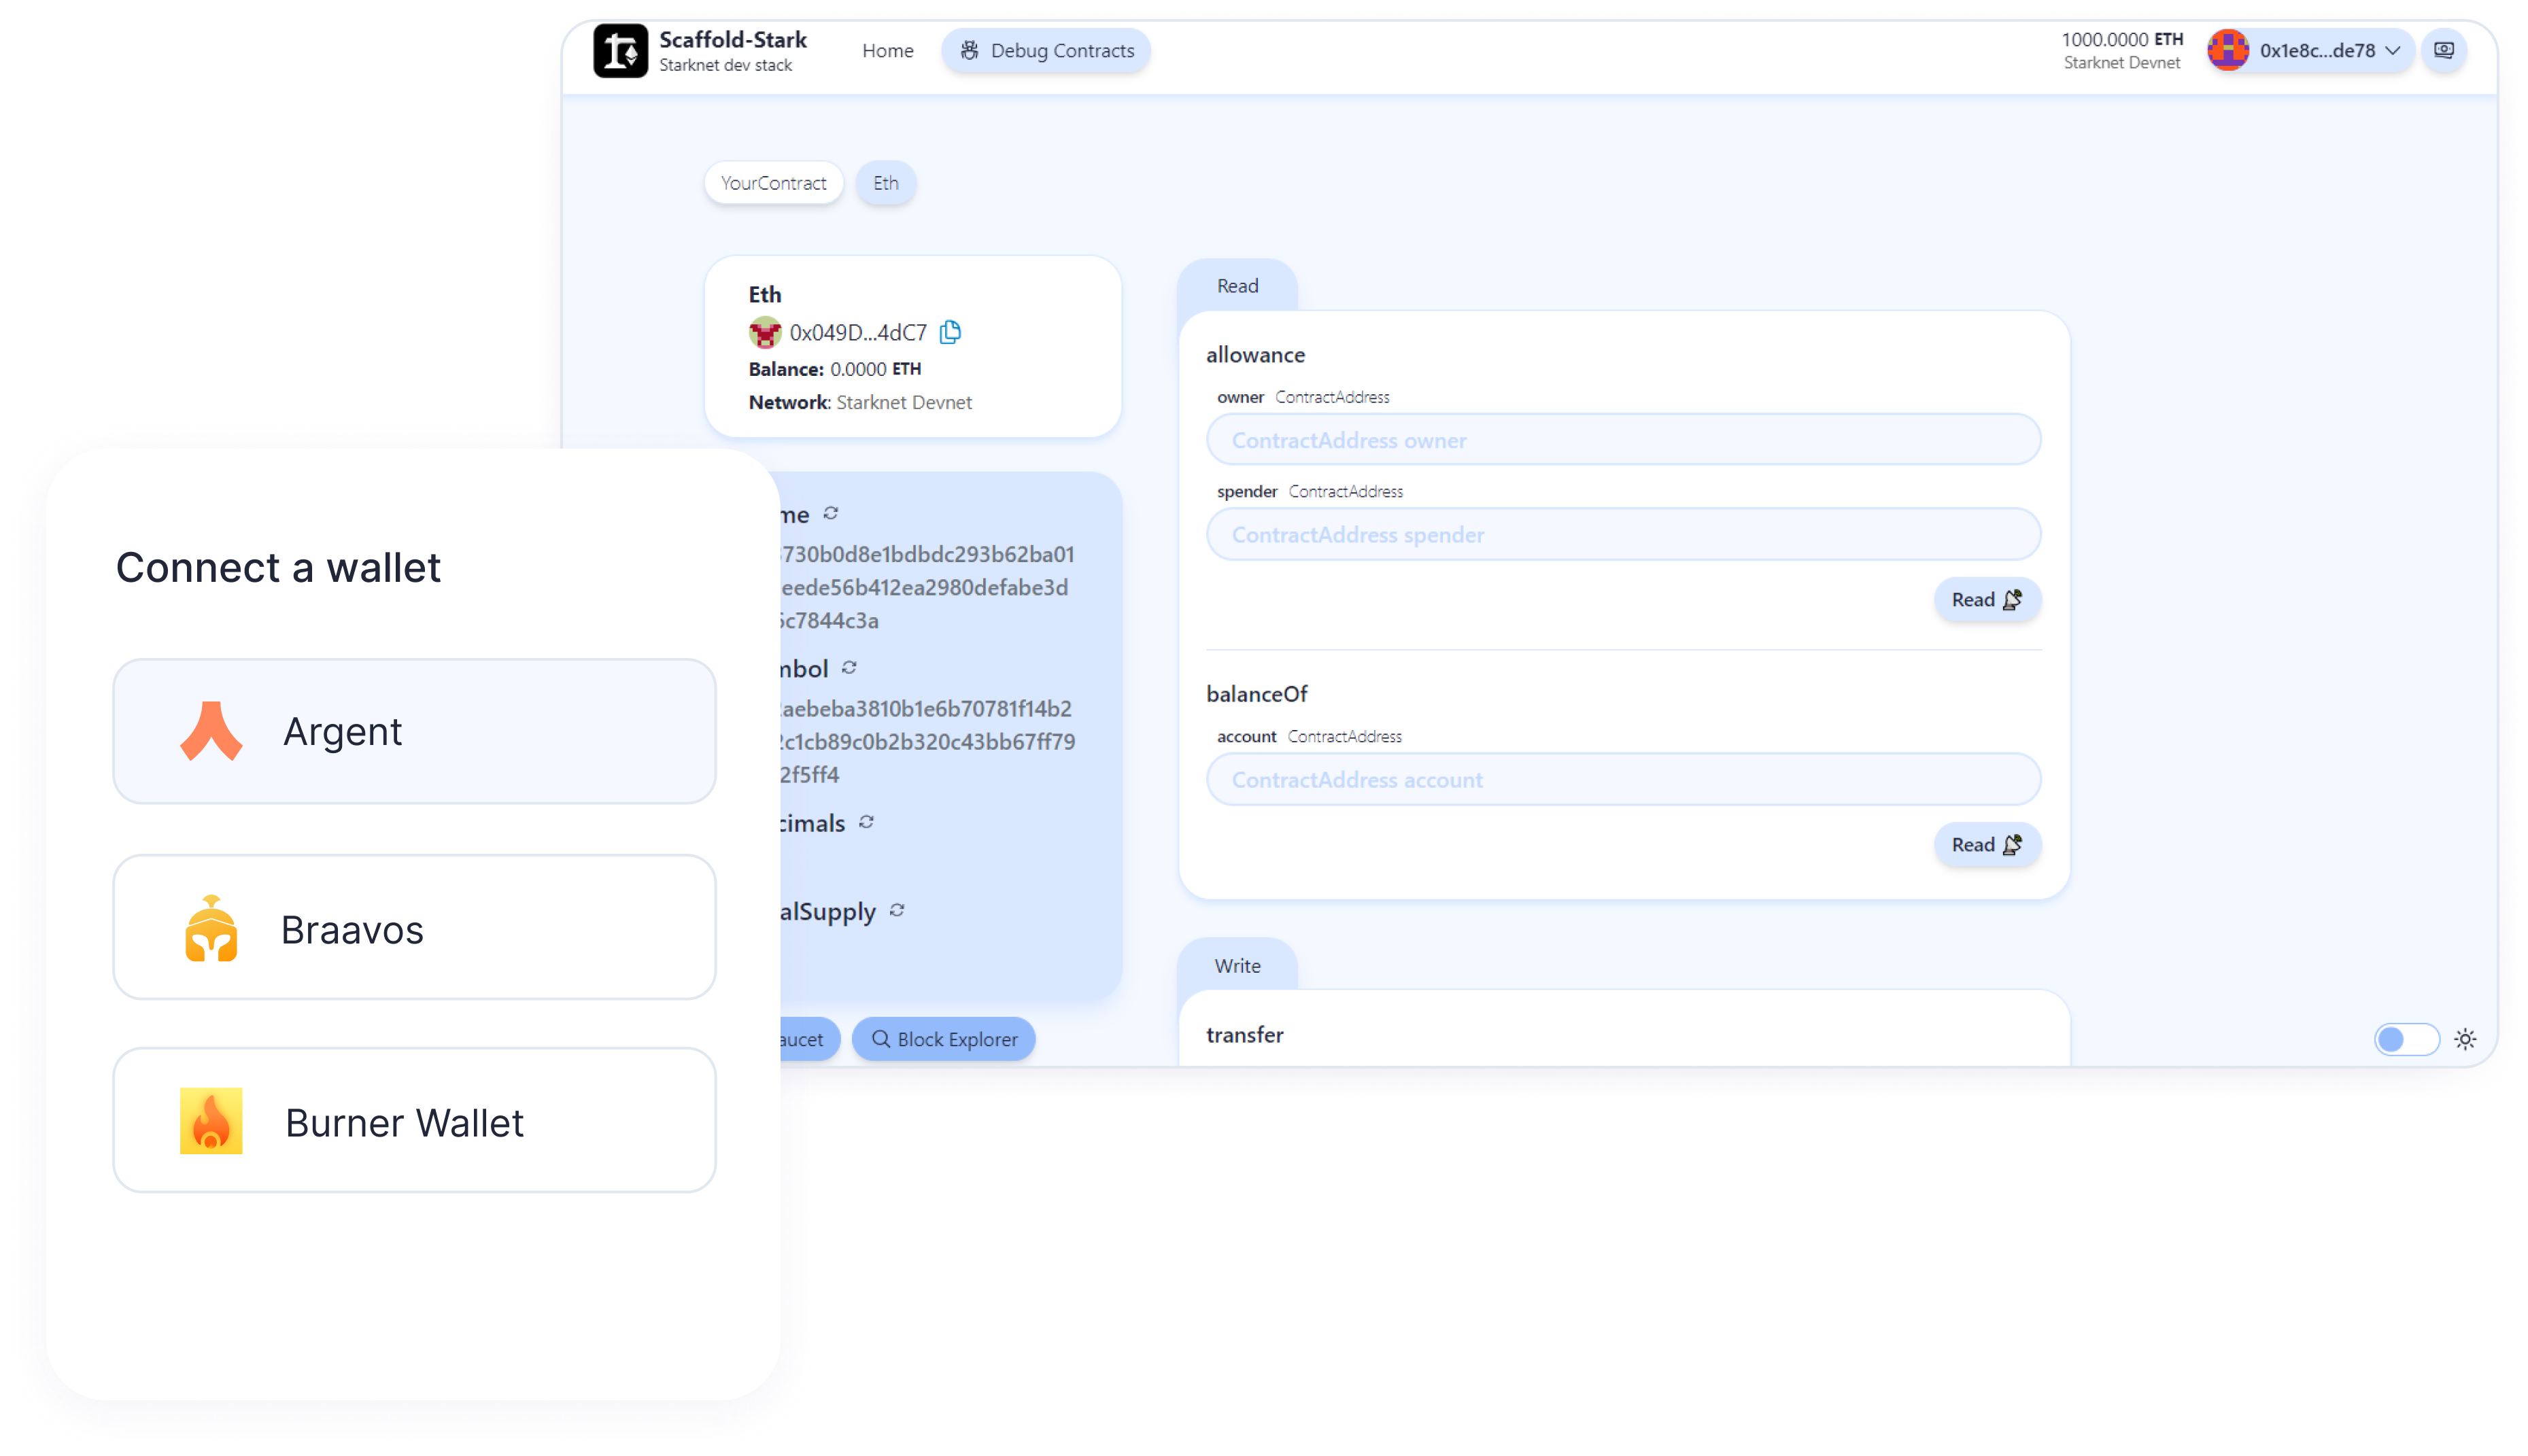 Scaffold-Stark
Starknet dev stack
Home
Debug Contracts
1000.0000 ETH
Starknet Devnet
0x1e8c...de78
YourContract
Eth
Eth
0x049D...4dC7
Balance: 0.0000 ETH
Network: Starknet Devnet
me
730b0d8e1bdbdc293b62ba01
eede56b412ea2980defabe3d
c7844c3a
mbol
aebeba3810b1e6b70781f14b2
c1cb89c0b2b320c43bb67ff79
2f5ff4
cimals
alSupply
aucet
Block Explorer
Read
allowance
owner ContractAddress
ContractAddress owner
spender ContractAddress
ContractAddress spender
Read
balanceOf
account ContractAddress
ContractAddress account
Read
Write
transfer
Connect a wallet
Argent
Braavos
Burner Wallet